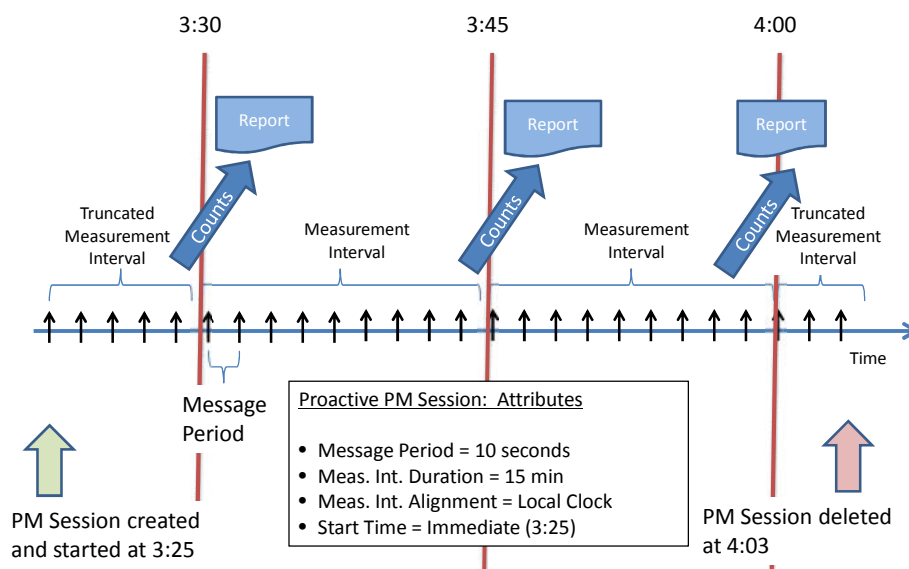 3:30
3:45
4:00
Report
Report
Report
Counts
Counts
Counts
Truncated
Measurement
Interval
Measurement
Interval
Measurement
Interval
Truncated
Measurement
Interval
Time
Message
Period
Proactive PM Session: Attributes
• Message Period = 10 seconds
• Meas. Int. Duration = 15 min
• Meas. Int. Alignment = Local Clock
• Start Time = Immediate (3:25)
PM Session created
and started at 3:25
PM Session deleted
at 4:03